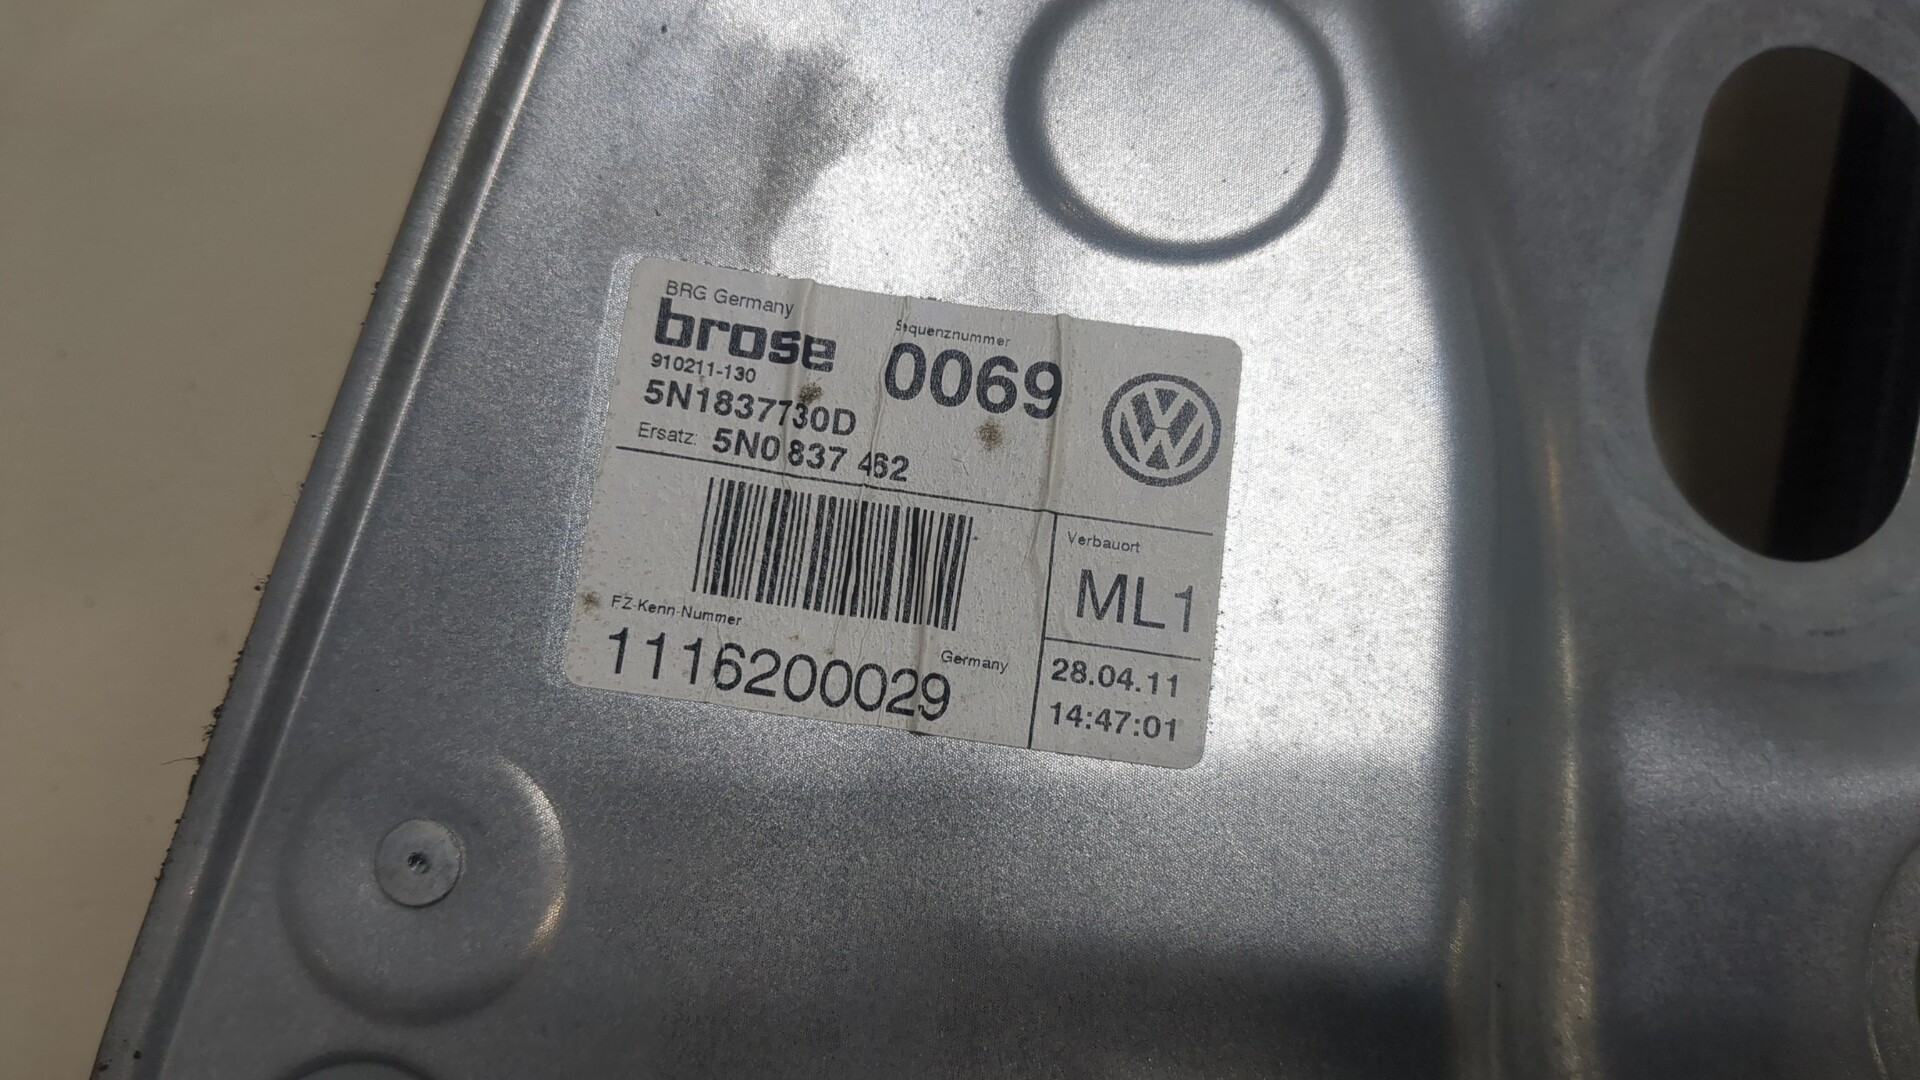 BRG Germany
brose
910211-130
5N1837730D
Ersatz: 5N0 837 462
Sequenznummer
0069
FZ-Kenn-Nummer
1116200029
Germany
Verbauort
ML1
28.04.11
14:47:01